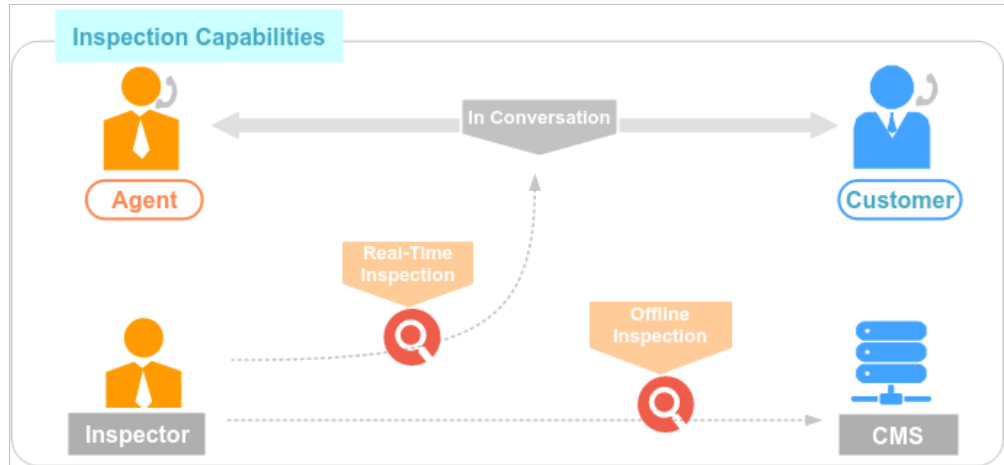 Inspection Capabilities
In Conversation
Agent
Customer
Real-Time
Inspection
Offline
Inspection
Inspector
CMS